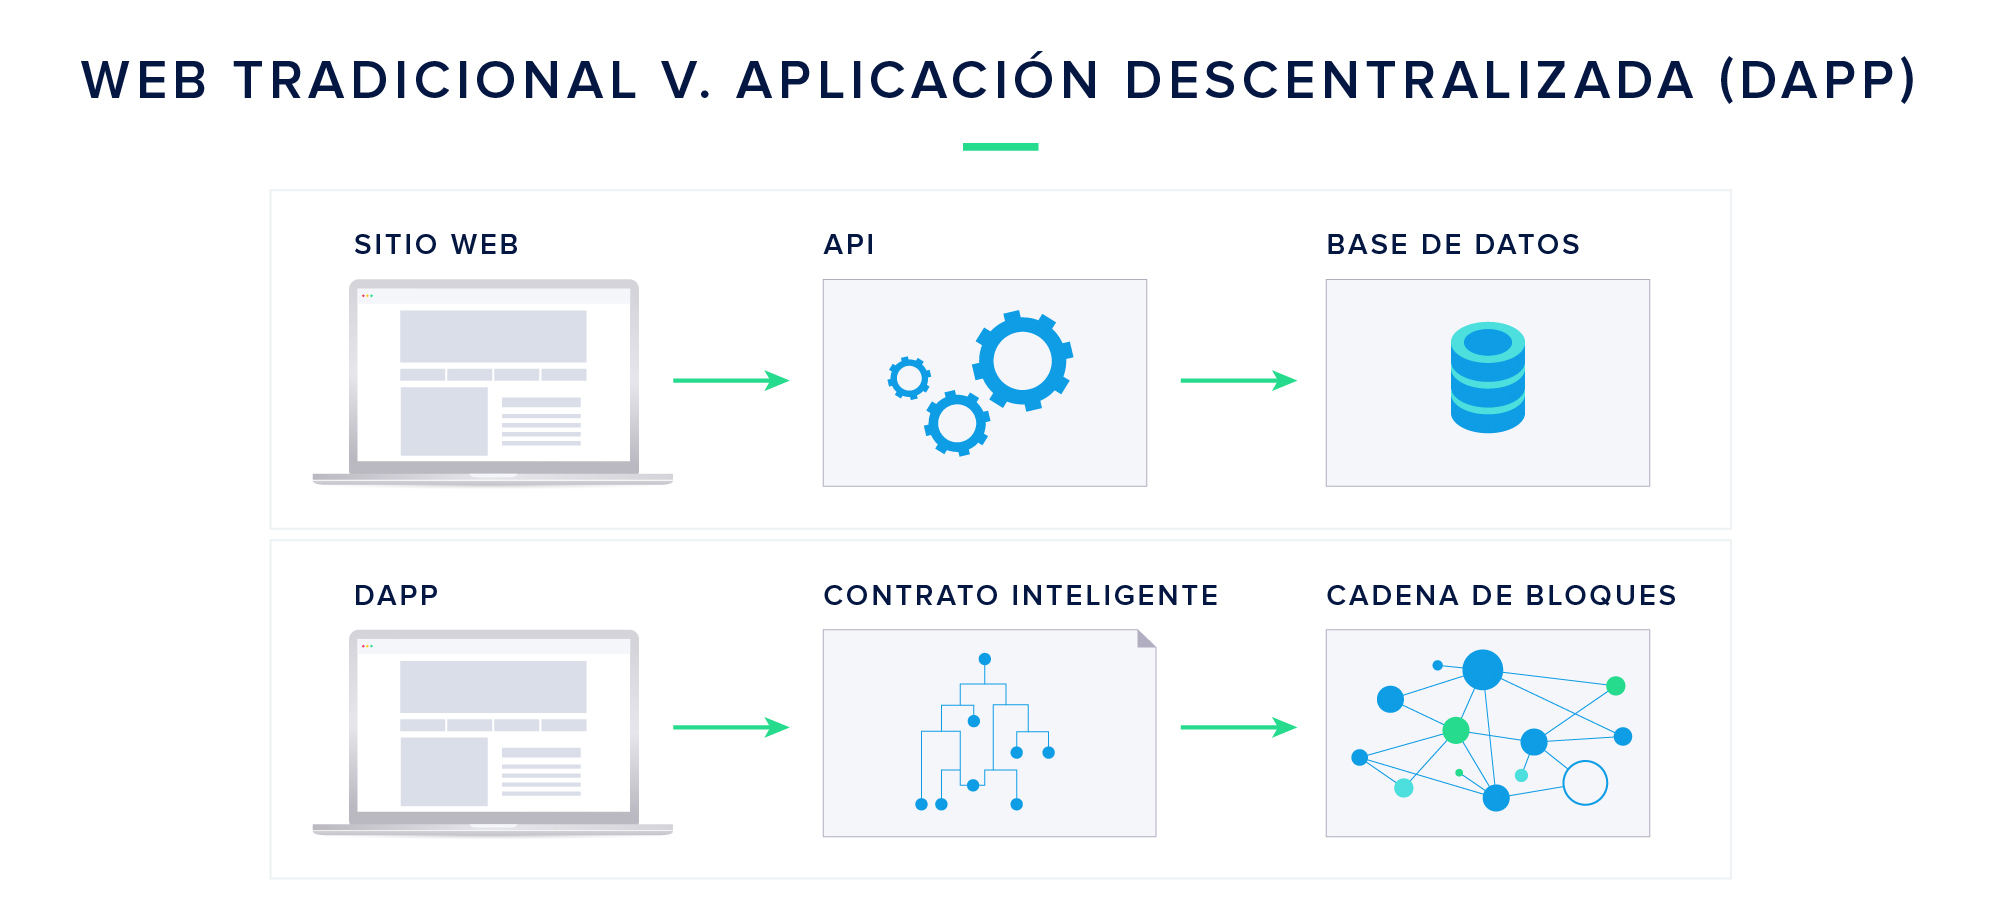 WEB TRADICIONAL V. APLICACIÓN DESCENTRALIZADA (DAPP)
SITIO WEB
API
BASE DE DATOS
DAPP
CONTRATO INTELIGENTE
CADENA DE BLOQUES